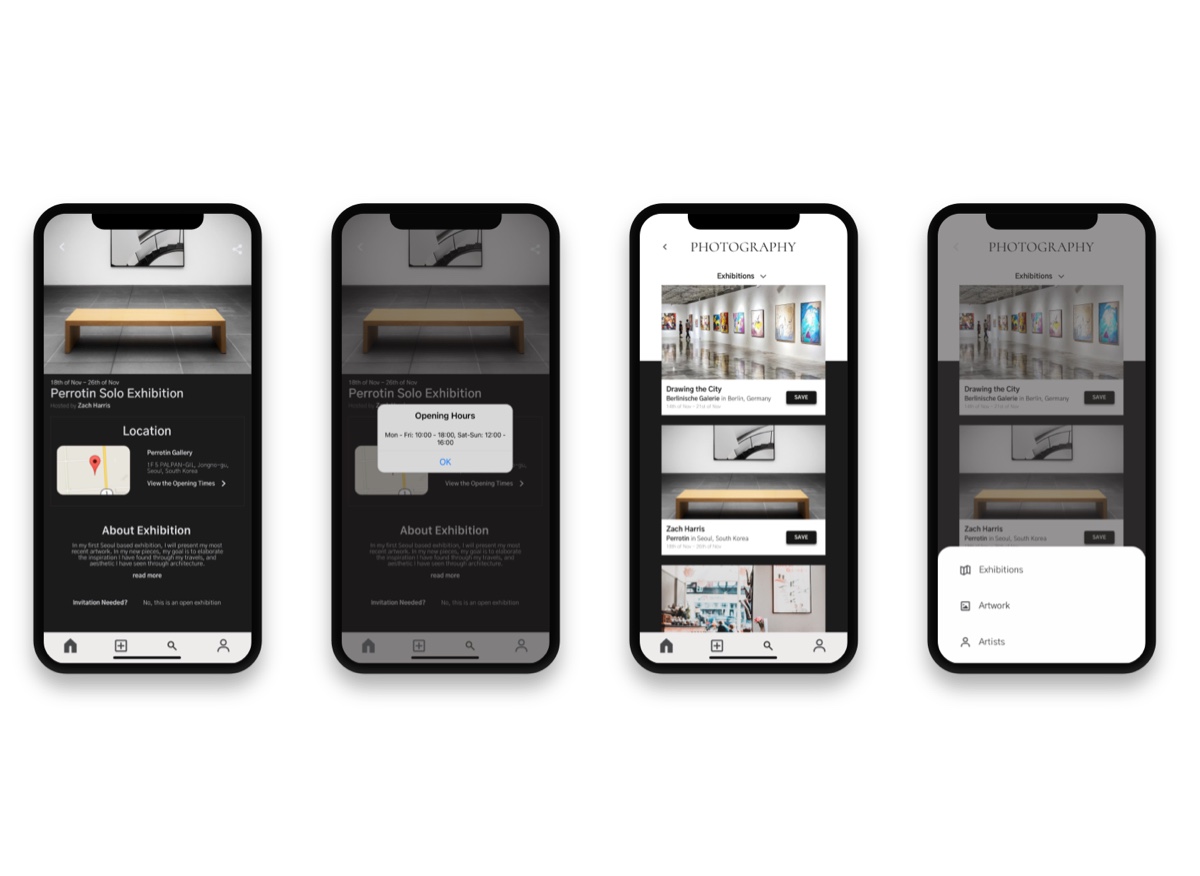 18th of Nov - 26th of Nov
Perrotin Solo Exhibition
Hosted by Zach Harris
Location
Perrotin Gallery
1F 5 PALPAN-GIL, Jongno-gu,
Seoul, South Korea
View the Opening Times
About Exhibition
In my first Seoul based exhibition, I will present my most
recent artwork. In my new pieces, my goal is to elaborate
the inspiration I have found through my travels, and
aesthetic I have seen through architecture.
read more
Invitation Needed? No, this is an open exhibition
18th of Nov - 26th of Nov
Perrotin Solo Exhibition
Hosted by
Opening Hours
Mon - Fri: 10:00 - 18:00, Sat-Sun: 12:00 -
16:00
OK
View the Opening Times
About Exhibition
In my first Seoul based exhibition, I will present my most
recent artwork. In my new pieces, my goal is to elaborate
the inspiration I have found through my travels, and
aesthetic I have seen through architecture.
read more
Invitation Needed? No, this is an open exhibition
PHOTOGRAPHY
Exhibitions
Drawing the City
Berlinische Galerie in Berlin, Germany
14th of Nov - 21st of Nov
SAVE
Zach Harris
Perrotin in Seoul, South Korea
18th of Nov - 26th of Nov
SAVE
PHOTOGRAPHY
Exhibitions
Drawing the City
Berlinische Galerie in Berlin, Germany
14th of Nov - 21st of Nov
SAVE
Zach Harris
Perrotin in Seoul, South Korea
SAVE
Exhibitions
Artwork
Artists